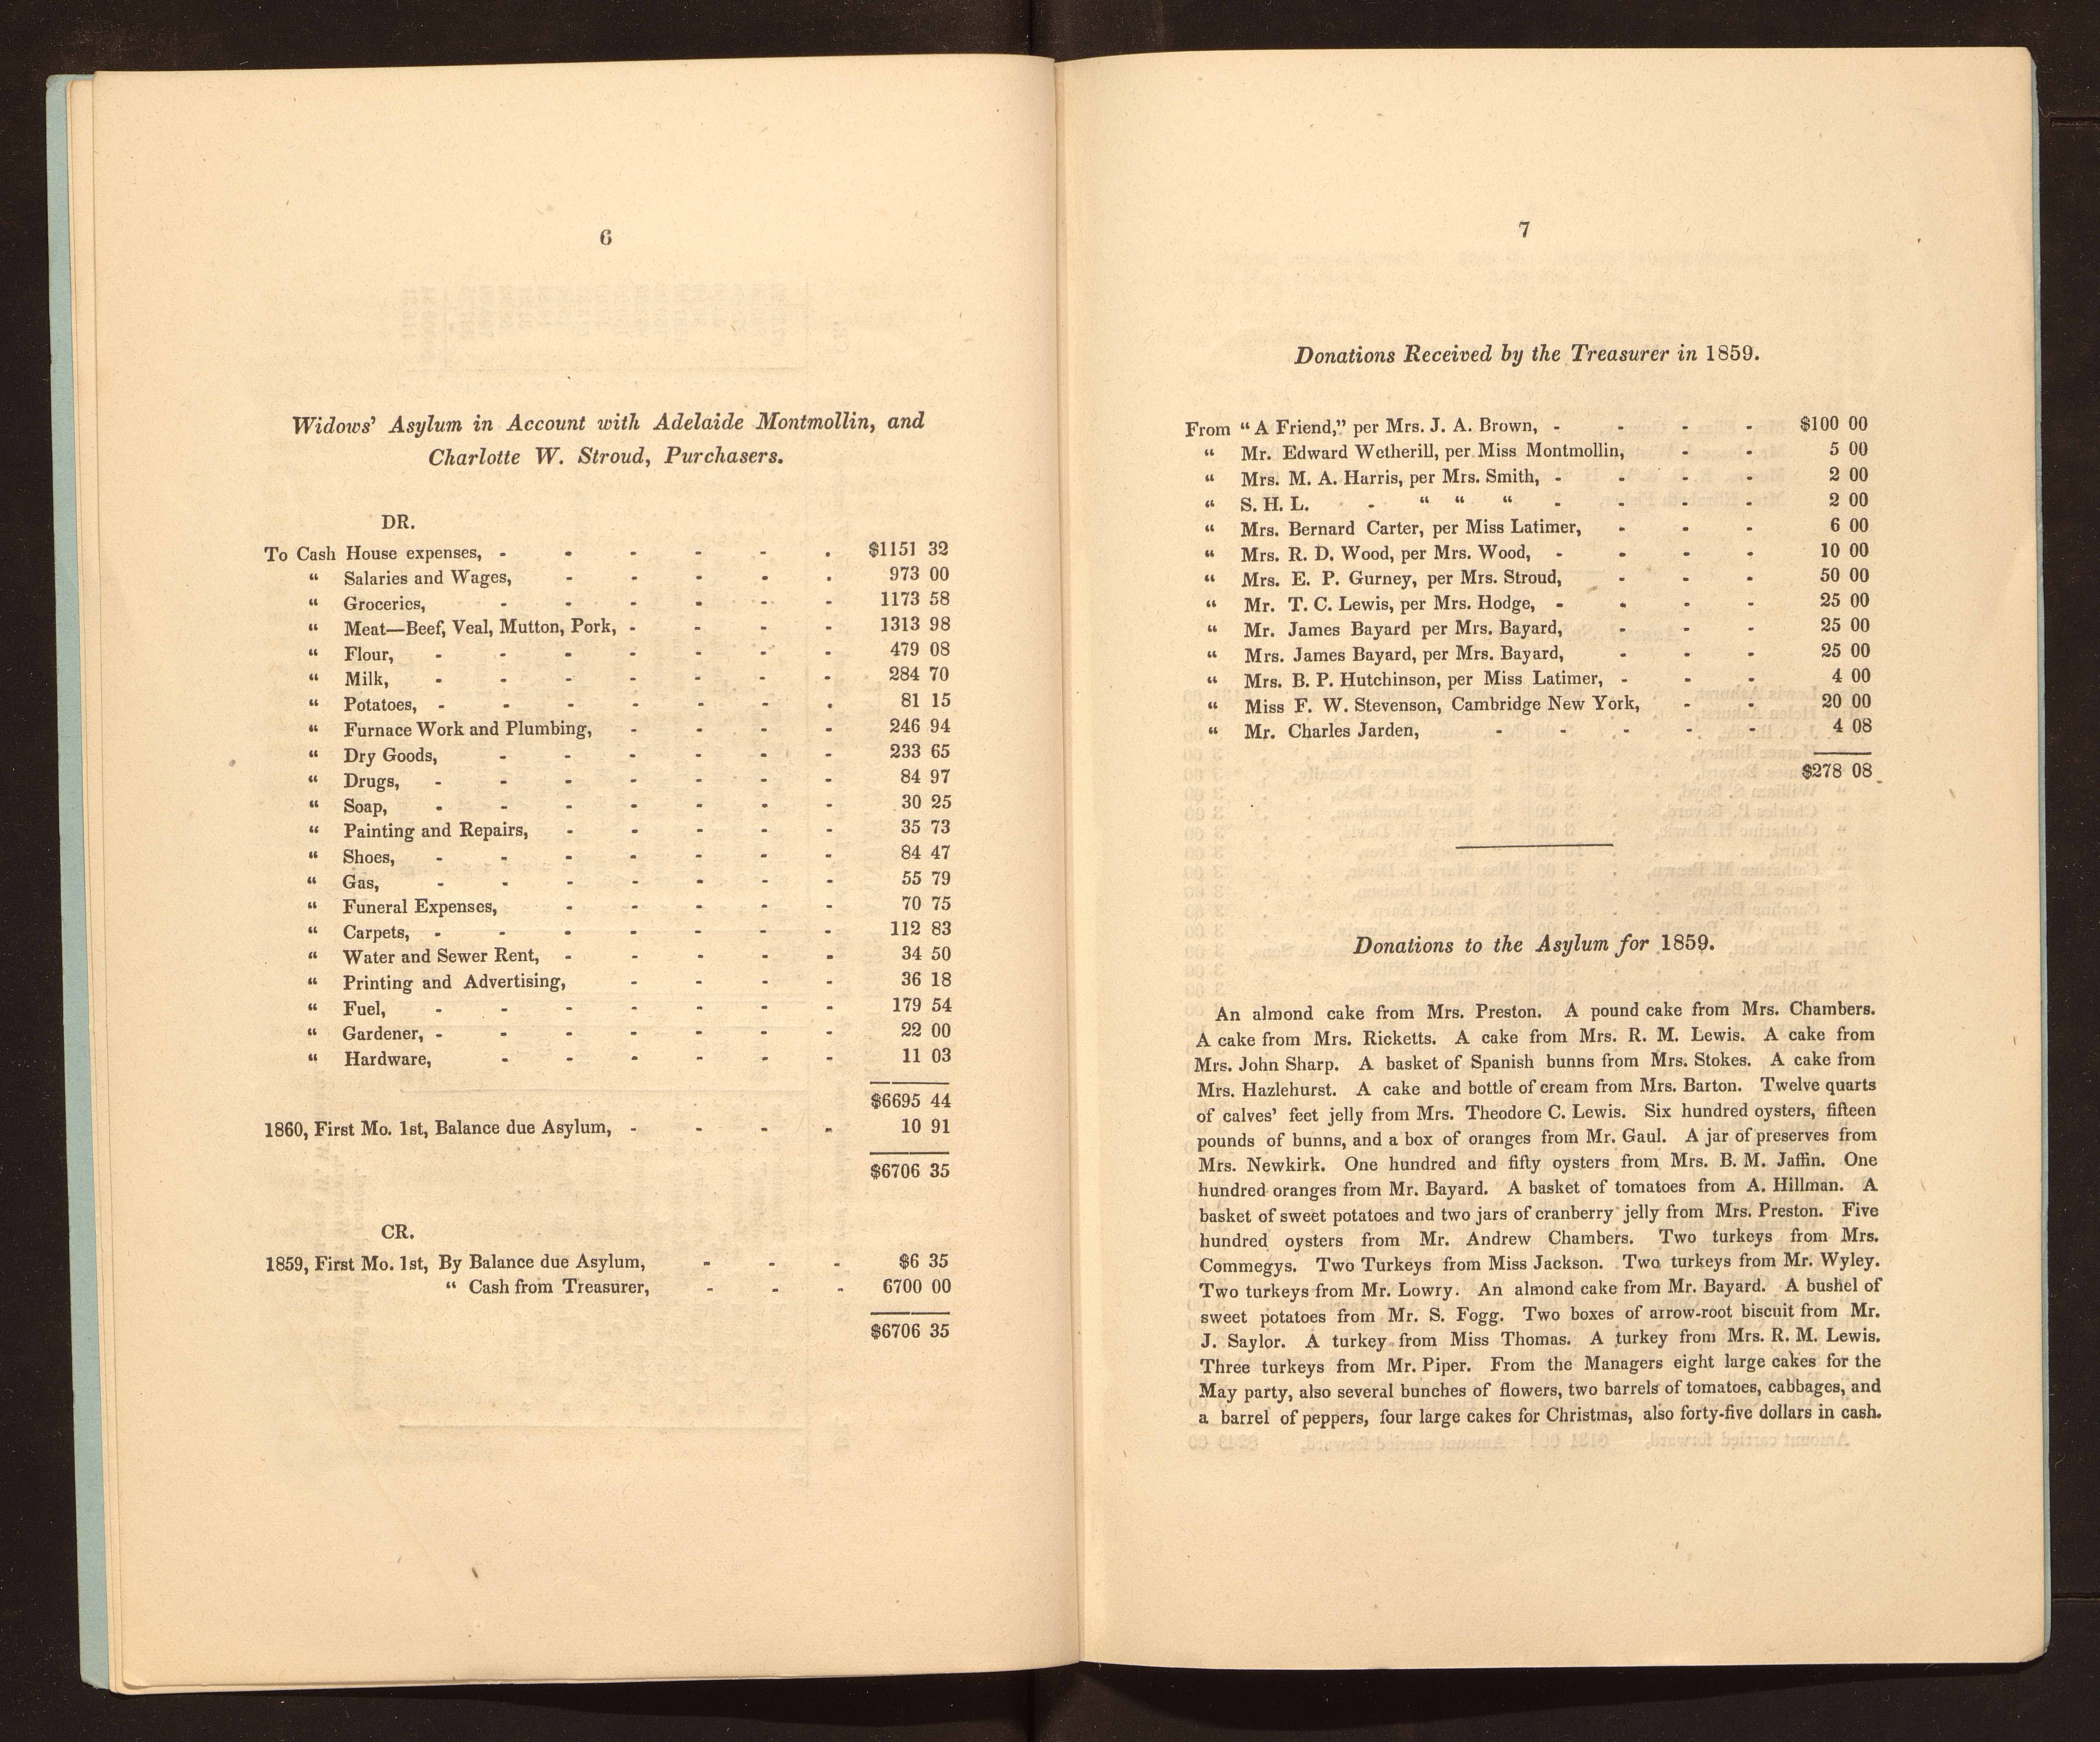 6
Widows' Asylum in Account with Adelaide Montmollin, and
Charlotte W. Stroud, Purchasers.
DR.
To Cash House expenses, - - - - - . $1151 32
“ Salaries and Wages, - - - - . 973 00
“ Groceries, - - - - - - 1173 58
“ Meat—Beef, Veal, Mutton, Pork, - - - - 1313 98
“ Flour, - - - - - - - 479 08
“ Milk, - - - - - - - 284 70
“ Potatoes, - - - - - - . 81 15
“ Furnace Work and Plumbing, - - - - 246 94
“ Dry Goods, - - - - - - 233 65
“ Drugs, - - - - - - - 84 97
“ Soap, - - - - - - - 30 25
“ Painting and Repairs, - - - - - 35 73
“ Shoes, - - - - - - - 84 47
“ Gas, - - - - - - - 55 79
“ Funeral Expenses, - - - - - 70 75
“ Carpets, - - - - - - - 112 83
“ Water and Sewer Rent, - - - - - 34 50
“ Printing and Advertising, - - - - 36 18
“ Fuel, - - - - - - - 179 54
“ Gardener, - - - - - - - 22 00
“ Hardware, - - - - - - 11 03
$6695 44
1860, First Mo. 1st, Balance due Asylum, - - - - 10 91
$6706 35
CR.
1859, First Mo. 1st, By Balance due Asylum, - - - $6 35
“ Cash from Treasurer, - - - 6700 00
$6706 35
7
Donations Received by the Treasurer in 1859.
From “A Friend,” per Mrs. J. A. Brown, - - - - $100 00
“ Mr. Edward Wetherill, per Miss Montmollin, - - 5 00
“ Mrs. M. A. Harris, per Mrs. Smith, - - - - 2 00
“ S. H. L. - “ “ “ - - - - 2 00
“ Mrs. Bernard Carter, per Miss Latimer, - - - 6 00
“ Mrs. R. D. Wood, per Mrs. Wood, - - - - 10 00
“ Mrs. E. P. Gurney, per Mrs. Stroud, - - - 50 00
“ Mr. T. C. Lewis, per Mrs. Hodge, - - - - 25 00
“ Mr. James Bayard per Mrs. Bayard, - - - 25 00
“ Mrs. James Bayard, per Mrs. Bayard, - - - 25 00
“ Mrs. B. P. Hutchinson, per Miss Latimer, - - - 4 00
“ Miss F. W. Stevenson, Cambridge New York, - - 20 00
“ Mr. Charles Jarden, - - - - - 4 08
$278 08
Donations to the Asylum for 1859.
An almond cake from Mrs. Preston. A pound cake from Mrs. Chambers.
A cake from Mrs. Ricketts. A cake from Mrs. R. M. Lewis. A cake from
Mrs. John Sharp. A basket of Spanish bunns from Mrs. Stokes. A cake from
Mrs. Hazlehurst. A cake and bottle of cream from Mrs. Barton. Twelve quarts
of calves' feet jelly from Mrs. Theodore C. Lewis. Six hundred oysters, fifteen
pounds of bunns, and a box of oranges from Mr. Gaul. A jar of preserves from
Mrs. Newkirk. One hundred and fifty oysters from Mrs. B. M. Jaffin. One
hundred oranges from Mr. Bayard. A basket of tomatoes from A. Hillman. A
basket of sweet potatoes and two jars of cranberry jelly from Mrs. Preston. Five
hundred oysters from Mr. Andrew Chambers. Two turkeys from Mrs.
Commegys. Two Turkeys from Miss Jackson. Two turkeys from Mr. Wyley.
Two turkeys from Mr. Lowry. An almond cake from Mr. Bayard. A bushel of
sweet potatoes from Mr. S. Fogg. Two boxes of arrow-root biscuit from Mr.
J. Saylor. A turkey from Miss Thomas. A turkey from Mrs. R. M. Lewis.
Three turkeys from Mr. Piper. From the Managers eight large cakes for the
May party, also several bunches of flowers, two barrels of tomatoes, cabbages, and
a barrel of peppers, four large cakes for Christmas, also forty-five dollars in cash.